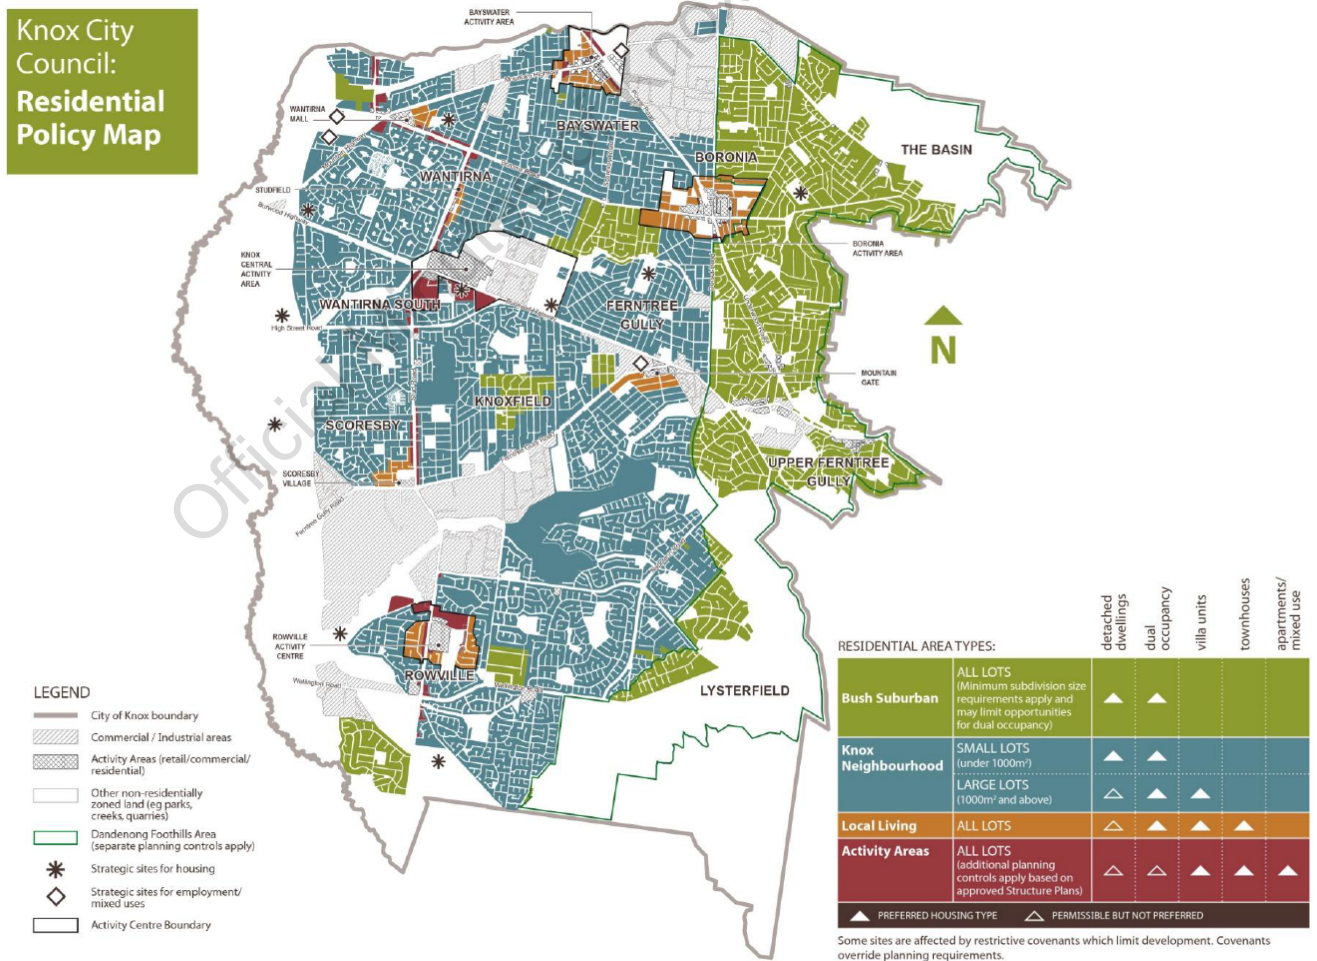 Knox City
Council:
Residential
Policy Map
BAYSWATER
ACTIVITY AREA
WANTIRNA
MALL
BAYSWATER
BORONIA
THE BASIN
WANTIRNA
STUDFIELD
Burwood Highway
KNOX
CENTRAL
ACTIVITY
AREA
BORONIA
ACTIVITY AREA
WANTIRNA SOUTH
High Street Road
FERNTREE
GULLY
N
MOUNTAIN
GATE
KNOXFIELD
SCORESBY
SCORESBY
VILLAGE
UPPER FERNTREE
GULLY
Ferntree Gully Road
ROWVILLE
ACTIVITY
CENTRE
ROWVILLE
Wellington Road
LYSTERFIELD
Official
LEGEND
City of Knox boundary
Commercial / Industrial areas
Activity Areas (retail/commercial/
residential)
Other non-residentially
zoned land (eg parks,
creeks, quarries)
Dandenong Foothills Area
(separate planning controls apply)
Strategic sites for housing
Strategic sites for employment/
mixed uses
Activity Centre Boundary
RESIDENTIAL AREA TYPES:
detached
dwellings
dual
occupancy
villa units
townhouses
apartments/
mixed use
Bush Suburban
ALL LOTS
(Minimum subdivision size
requirements apply and
may limit opportunities
for dual occupancy)
Knox
Neighbourhood
SMALL LOTS
(under 1000m²)
LARGE LOTS
(1000m² and above)
Local Living
ALL LOTS
Activity Areas
ALL LOTS
(additional planning
controls apply based on
approved Structure Plans)
PREFERRED HOUSING TYPE
PERMISSIBLE BUT NOT PREFERRED
Some sites are affected by restrictive covenants which limit development. Covenants
override planning requirements.